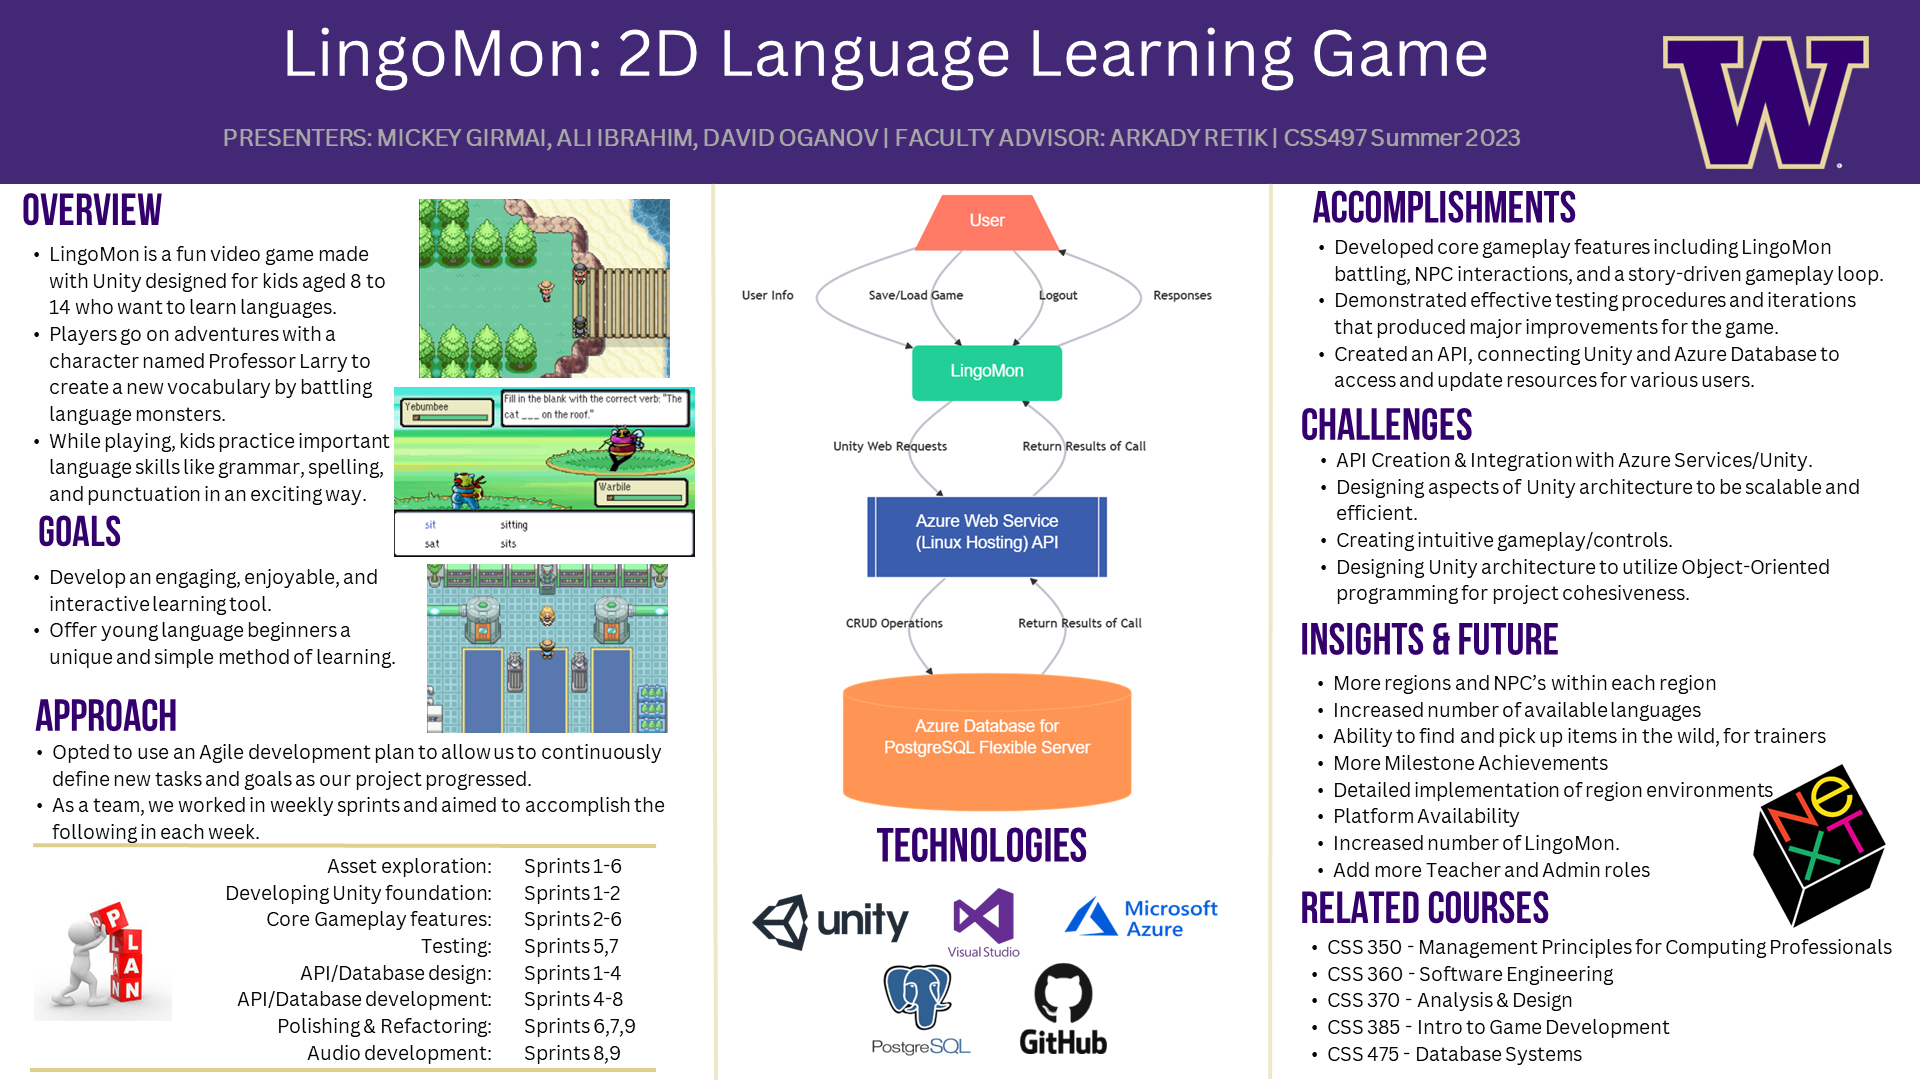 LingoMon: 2D Language Learning Game
PRESENTERS: MICKEY GIRMAI, ALI IBRAHIM, DAVID OGANOV | FACULTY ADVISOR: ARKADY RETIK | CSS497 Summer 2023
W
OVERVIEW
• LingoMon is a fun video game made
with Unity designed for kids aged 8 to
14 who want to learn languages.
• Players go on adventures with a
character named Professor Larry to
create a new vocabulary by battling
language monsters.
• While playing, kids practice important
language skills like grammar, spelling,
and punctuation in an exciting way.
Yebumbee
Fill in the blank with the correct verb: "The
cat ___ on the roof."
Warbile
sit sitting
sat sits
GOALS
• Develop an engaging, enjoyable, and
interactive learning tool.
• Offer young language beginners a
unique and simple method of learning.
APPROACH
• Opted to use an Agile development plan to allow us to continuously
define new tasks and goals as our project progressed.
• As a team, we worked in weekly sprints and aimed to accomplish the
following in each week.
PLAN
PLAN
Asset exploration: Sprints 1-6
Developing Unity foundation: Sprints 1-2
Core Gameplay features: Sprints 2-6
Testing: Sprints 5,7
API/Database design: Sprints 1-4
API/Database development: Sprints 4-8
Polishing & Refactoring: Sprints 6,7,9
Audio development: Sprints 8,9
User
User Info Save/Load Game Logout Responses
LingoMon
Unity Web Requests Return Results of Call
Azure Web Service
(Linux Hosting) API
CRUD Operations Return Results of Call
Azure Database for
PostgreSQL Flexible Server
TECHNOLOGIES
unity
Visual Studio
Microsoft
Azure
PostgreSQL
GitHub
ACCOMPLISHMENTS
• Developed core gameplay features including LingoMon
battling, NPC interactions, and a story-driven gameplay loop.
• Demonstrated effective testing procedures and iterations
that produced major improvements for the game.
• Created an API, connecting Unity and Azure Database to
access and update resources for various users.
CHALLENGES
• API Creation & Integration with Azure Services/Unity.
• Designing aspects of Unity architecture to be scalable and
efficient.
• Creating intuitive gameplay/controls.
• Designing Unity architecture to utilize Object-Oriented
programming for project cohesiveness.
INSIGHTS & FUTURE
• More regions and NPC’s within each region
• Increased number of available languages
• Ability to find and pick up items in the wild, for trainers
• More Milestone Achievements
• Detailed implementation of region environments
• Platform Availability
• Increased number of LingoMon.
• Add more Teacher and Admin roles
NeXT
RELATED COURSES
• CSS 350 - Management Principles for Computing Professionals
• CSS 360 - Software Engineering
• CSS 370 - Analysis & Design
• CSS 385 - Intro to Game Development
• CSS 475 - Database Systems